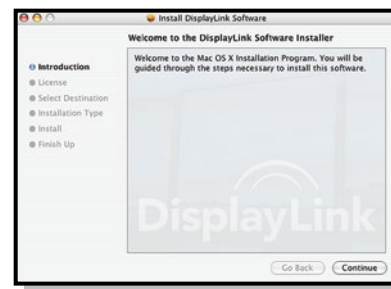 Install DisplayLink Software
Welcome to the DisplayLink Software Installer
Introduction
License
Select Destination
Installation Type
Install
Finish Up
Welcome to the Mac OS X Installation Program. You will be
guided through the steps necessary to install this software.
DisplayLink
Go Back
Continue